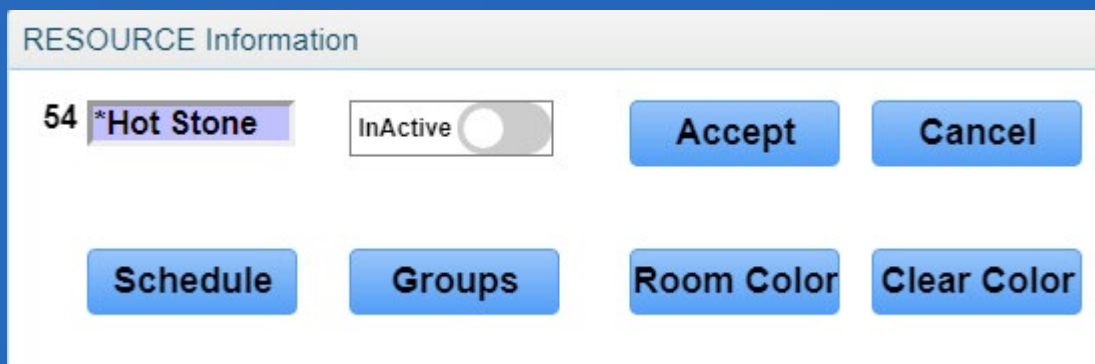 RESOURCE Information
54 *Hot Stone InActive Accept Cancel
Schedule Groups Room Color Clear Color